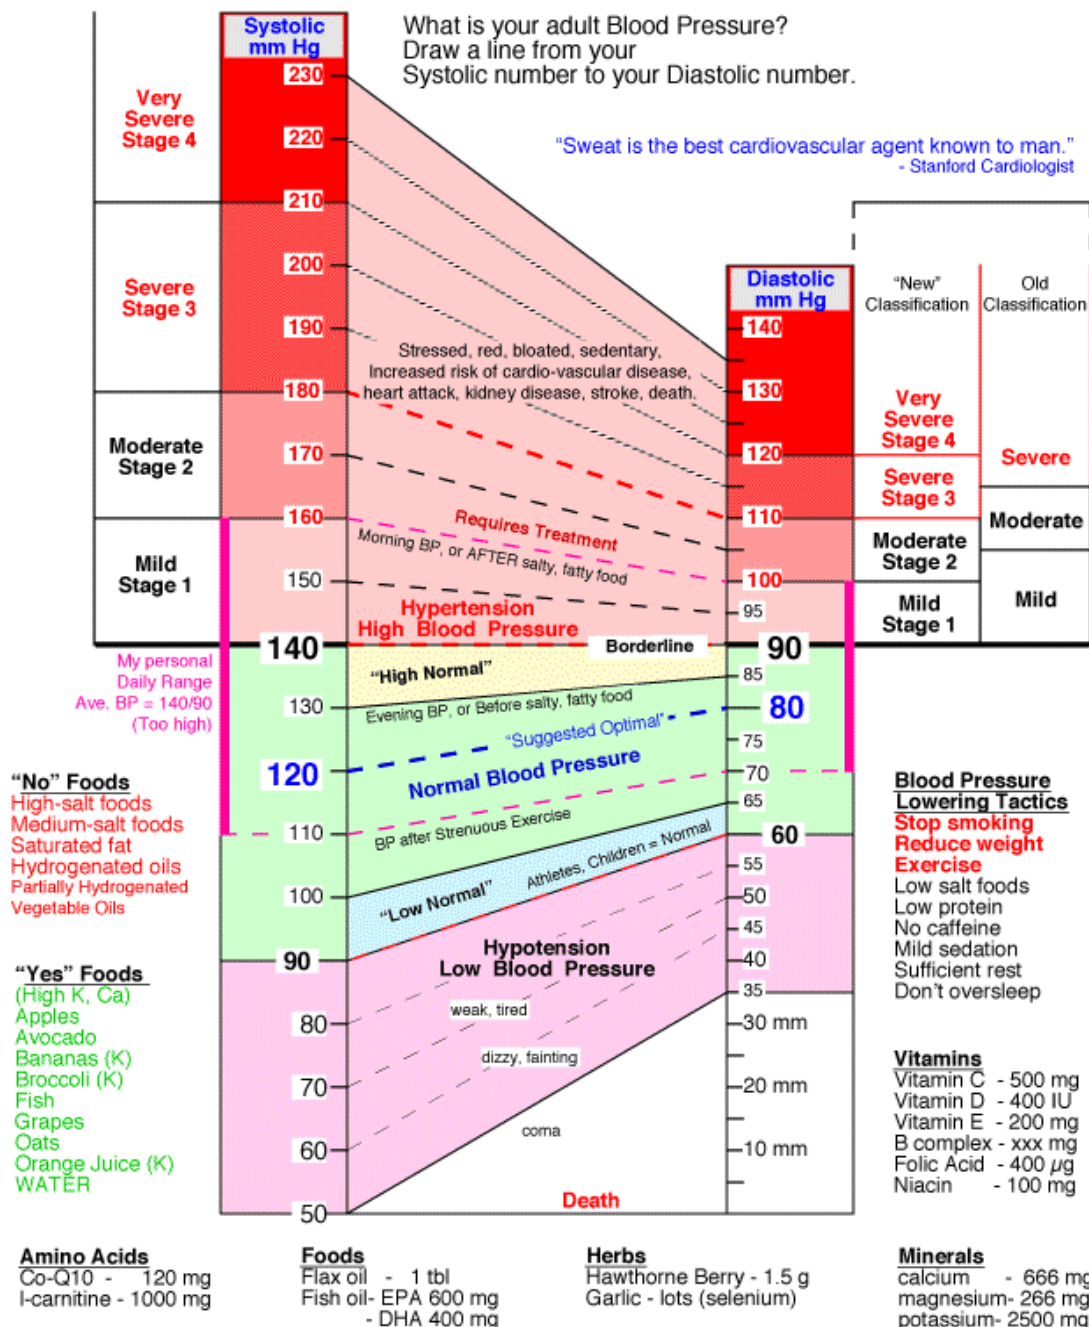 What is your adult Blood Pressure?
Draw a line from your
Systolic number to your Diastolic number.
“Sweat is the best cardiovascular agent known to man.”
- Stanford Cardiologist
Systolic
mm Hg
230
220
210
200
190
180
170
160
150
140
130
120
110
100
90
80
70
60
50
Very
Severe
Stage 4
Severe
Stage 3
Moderate
Stage 2
Mild
Stage 1
My personal
Daily Range
Ave. BP = 140/90
(Too high)
Stressed, red, bloated, sedentary,
Increased risk of cardio-vascular disease,
heart attack, kidney disease, stroke, death.
Requires Treatment
Morning BP, or AFTER salty, fatty food
Hypertension
High Blood Pressure
Borderline
“High Normal”
Evening BP, or Before salty, fatty food
“Suggested Optimal”
Normal Blood Pressure
BP after Strenuous Exercise
“Low Normal”
Athletes, Children = Normal
Hypotension
Low Blood Pressure
weak, tired
dizzy, fainting
coma
Death
Diastolic
mm Hg
140
130
120
110
100
95
90
85
80
75
70
65
60
55
50
45
40
35
30 mm
20 mm
10 mm
“New”
Classification
Very
Severe
Stage 4
Severe
Stage 3
Moderate
Stage 2
Mild
Stage 1
Old
Classification
Severe
Moderate
Mild
“No” Foods
High-salt foods
Medium-salt foods
Saturated fat
Hydrogenated oils
Partially Hydrogenated
Vegetable Oils
“Yes” Foods
(High K, Ca)
Apples
Avocado
Bananas (K)
Broccoli (K)
Fish
Grapes
Oats
Orange Juice (K)
WATER
Blood Pressure
Lowering Tactics
Stop smoking
Reduce weight
Exercise
Low salt foods
Low protein
No caffeine
Mild sedation
Sufficient rest
Don’t oversleep
Vitamins
Vitamin C - 500 mg
Vitamin D - 400 IU
Vitamin E - 200 mg
B complex - xxx mg
Folic Acid - 400 µg
Niacin - 100 mg
Amino Acids
Co-Q10 - 120 mg
l-carnitine - 1000 mg
Foods
Flax oil - 1 tbl
Fish oil- EPA 600 mg
- DHA 400 mg
Herbs
Hawthorne Berry - 1.5 g
Garlic - lots (selenium)
Minerals
calcium - 666 mg
magnesium- 266 mg
potassium- 2500 mg